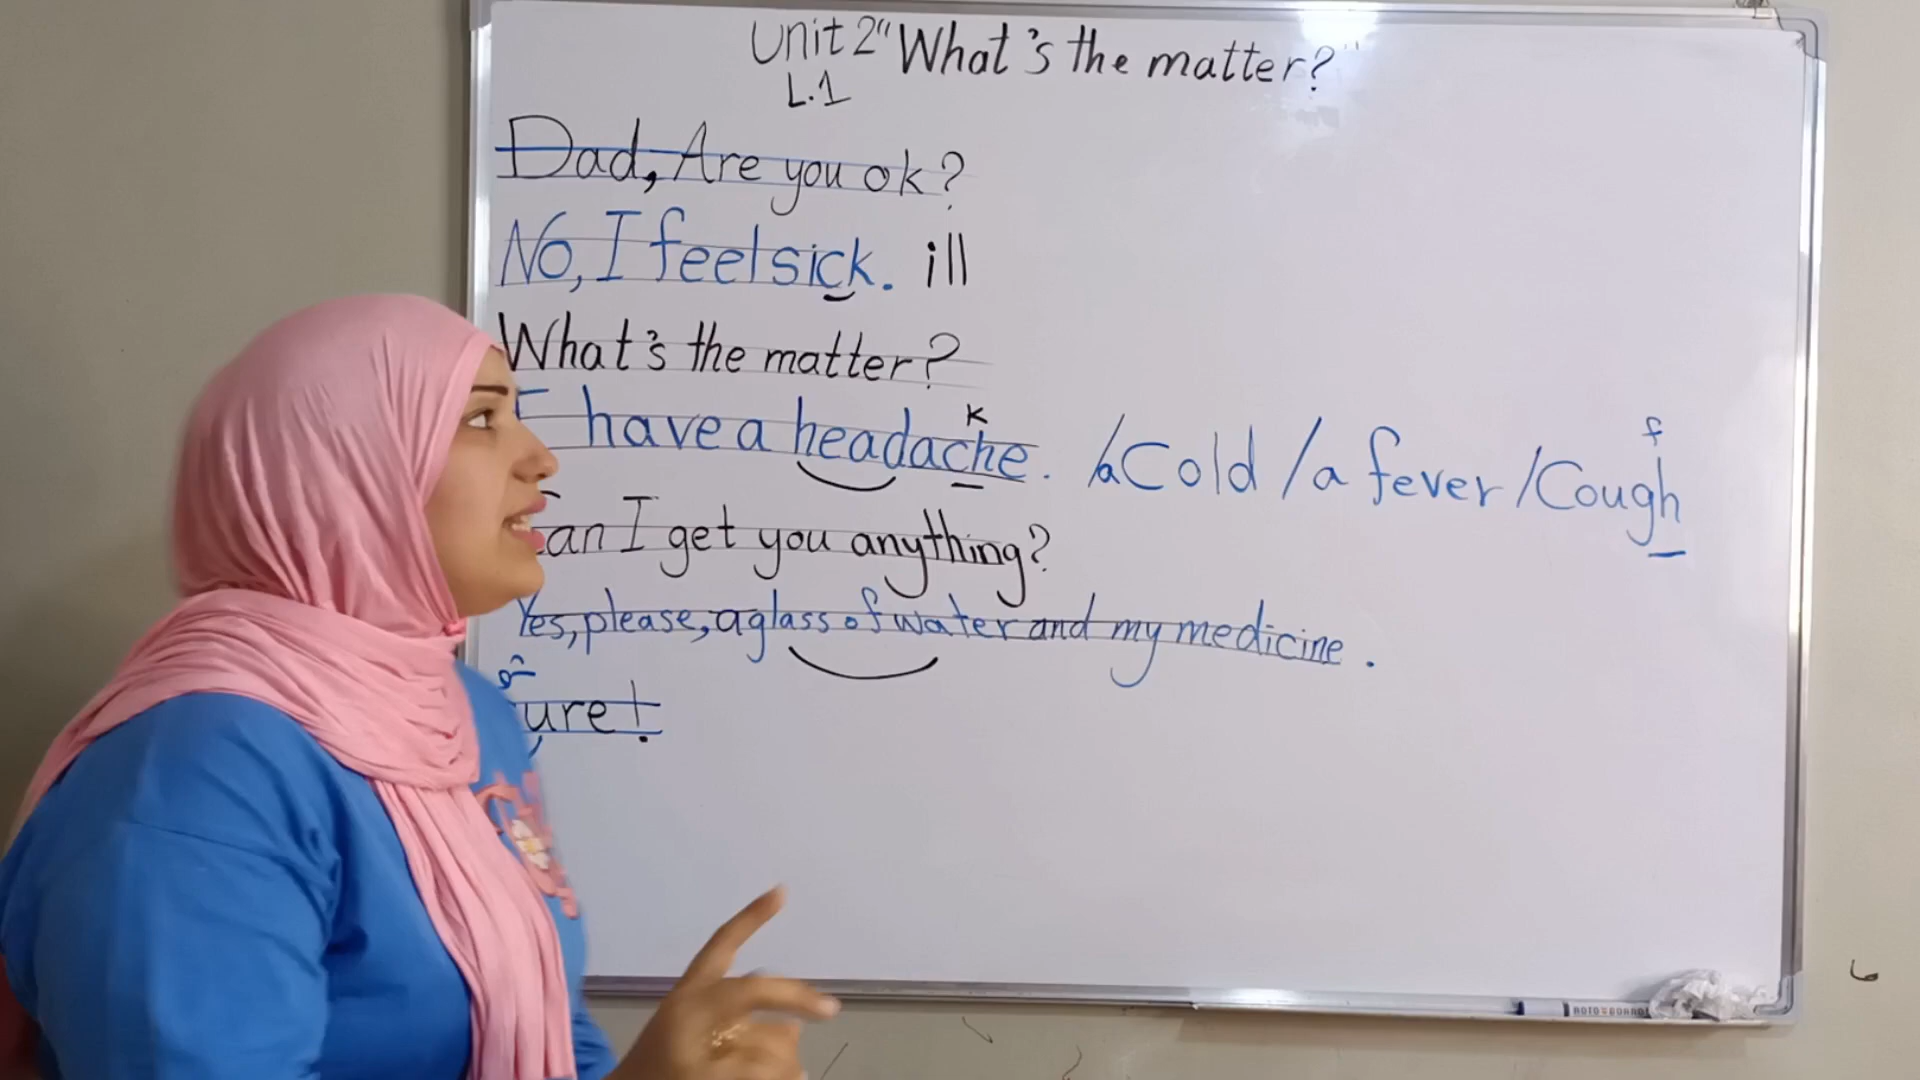 Unit 2 "What's the matter?"
L.1
Dad, Are you ok?
No, I feel sick. ill
What's the matter?
I have a headache. /a Cold /a fever /Cough
k
f
Can I get you anything?
Yes, please, a glass of water and my medicine.
ure!